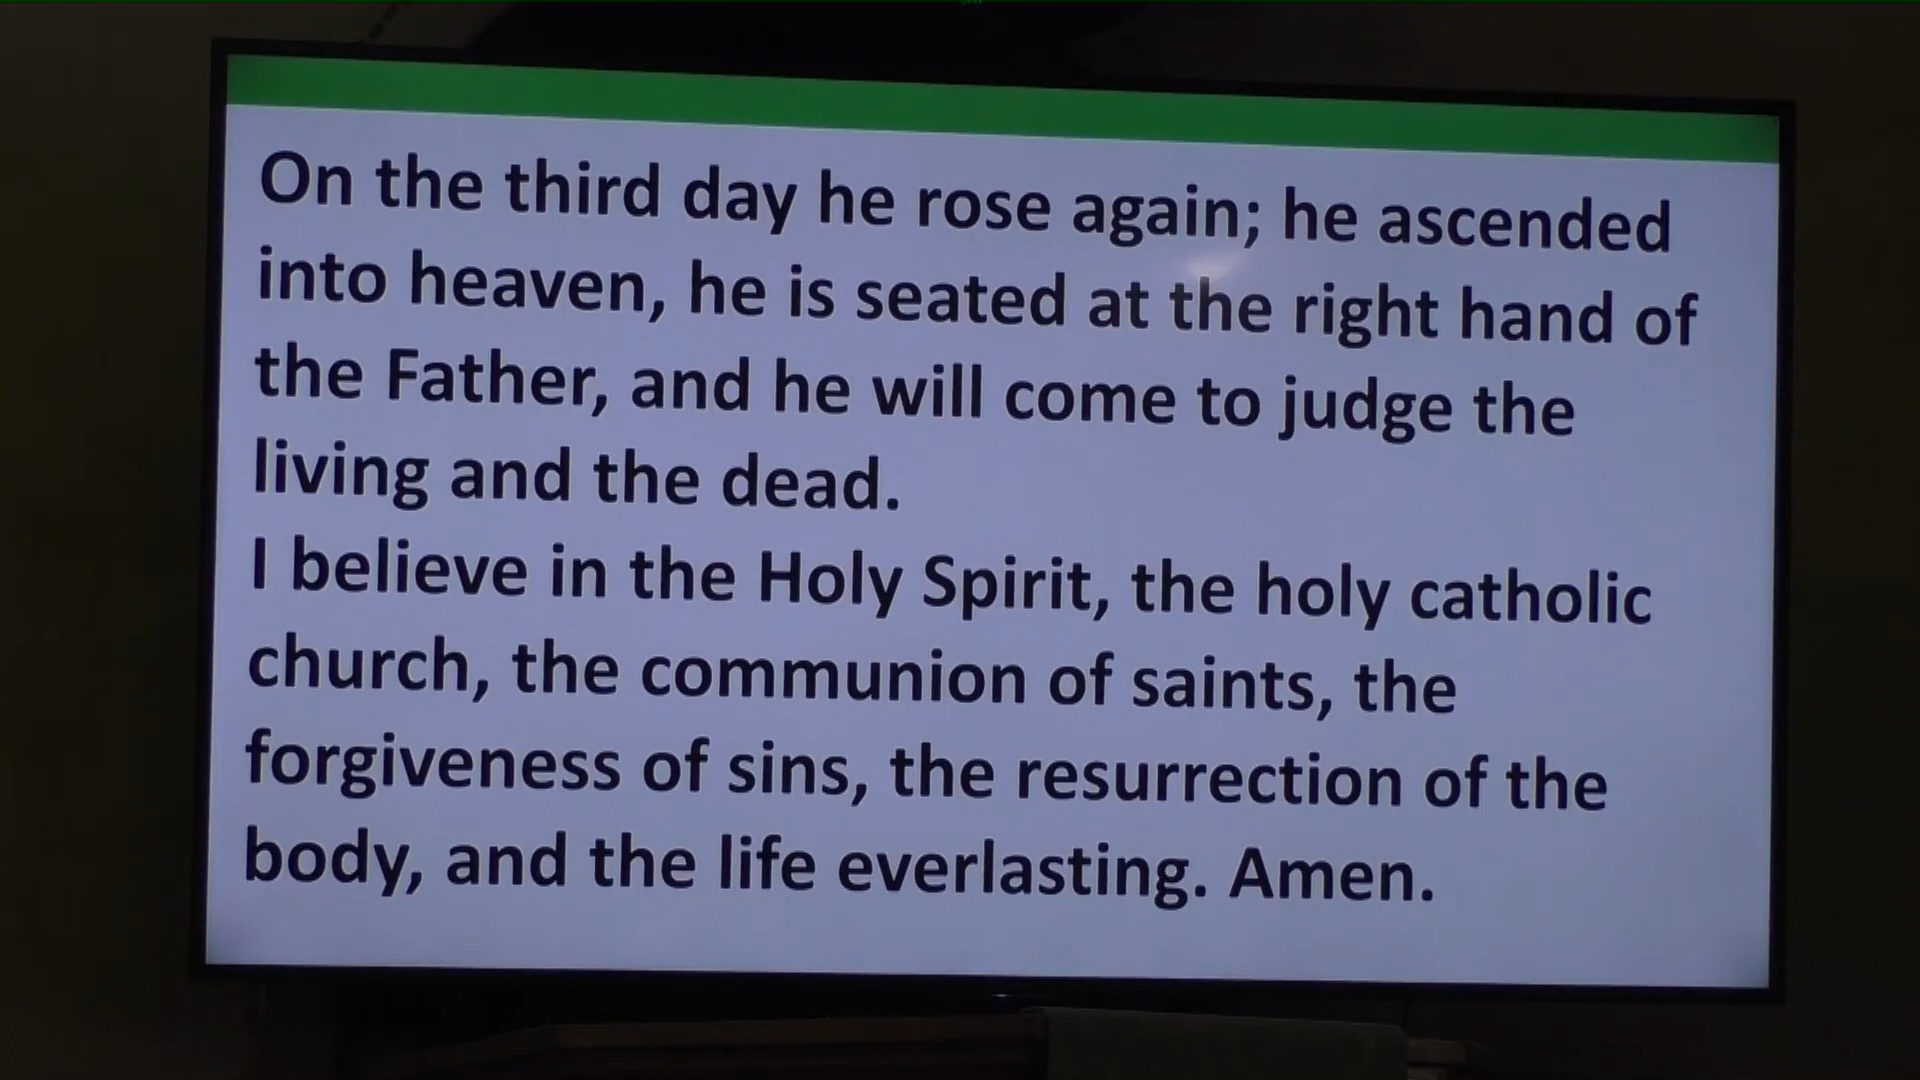 On the third day he rose again; he ascended
into heaven, he is seated at the right hand of
the Father, and he will come to judge the
living and the dead.
I believe in the Holy Spirit, the holy catholic
church, the communion of saints, the
forgiveness of sins, the resurrection of the
body, and the life everlasting. Amen.